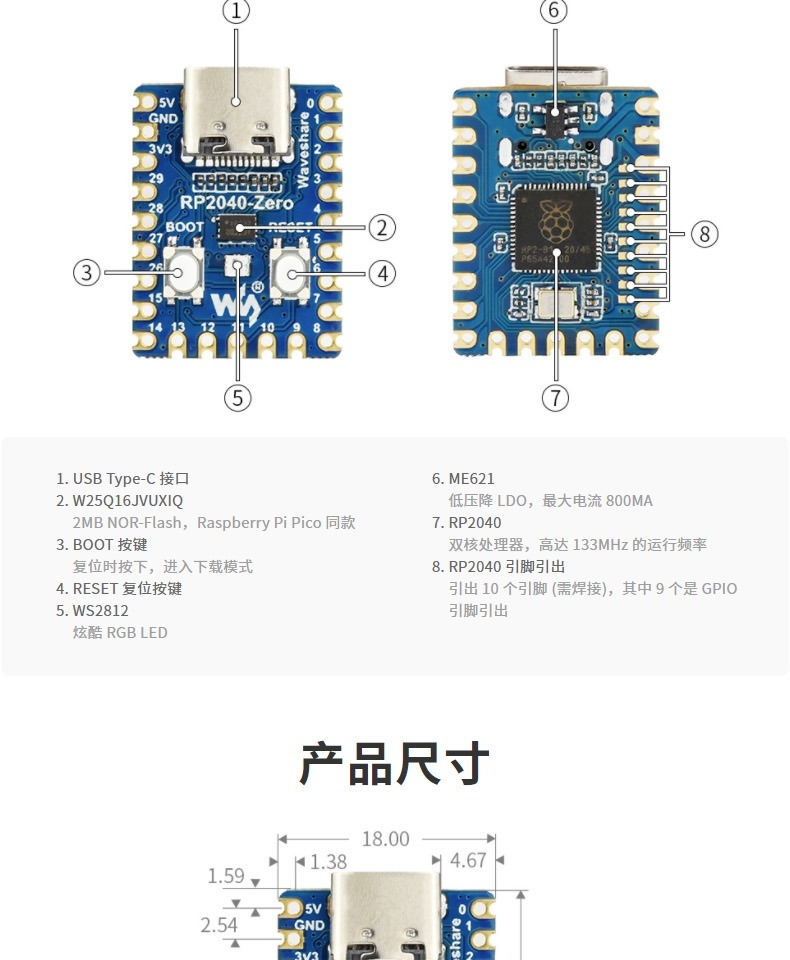 1
6
5V
GND
3V3
29
28
27
26
15
14 13 12 11 10 9 8
0
1
2
3
4
5
6
7
Waveshare
RP2040-Zero
BOOT
RESET
®
2
3
4
5
RP2-B
20/45
7
8
1. USB Type-C 接口
2. W25Q16JVUXIQ
2MB NOR-Flash，Raspberry Pi Pico 同款
3. BOOT 按键
复位时按下，进入下载模式
4. RESET 复位按键
5. WS2812
炫酷 RGB LED
6. ME621
低压降 LDO，最大电流 800MA
7. RP2040
双核处理器，高达 133MHz 的运行频率
8. RP2040 引脚引出
引出 10 个引脚 (需焊接)，其中 9 个是 GPIO
引脚引出
产品尺寸
18.00
1.38
4.67
1.59
2.54
5V
GND
3V3
0
1
2